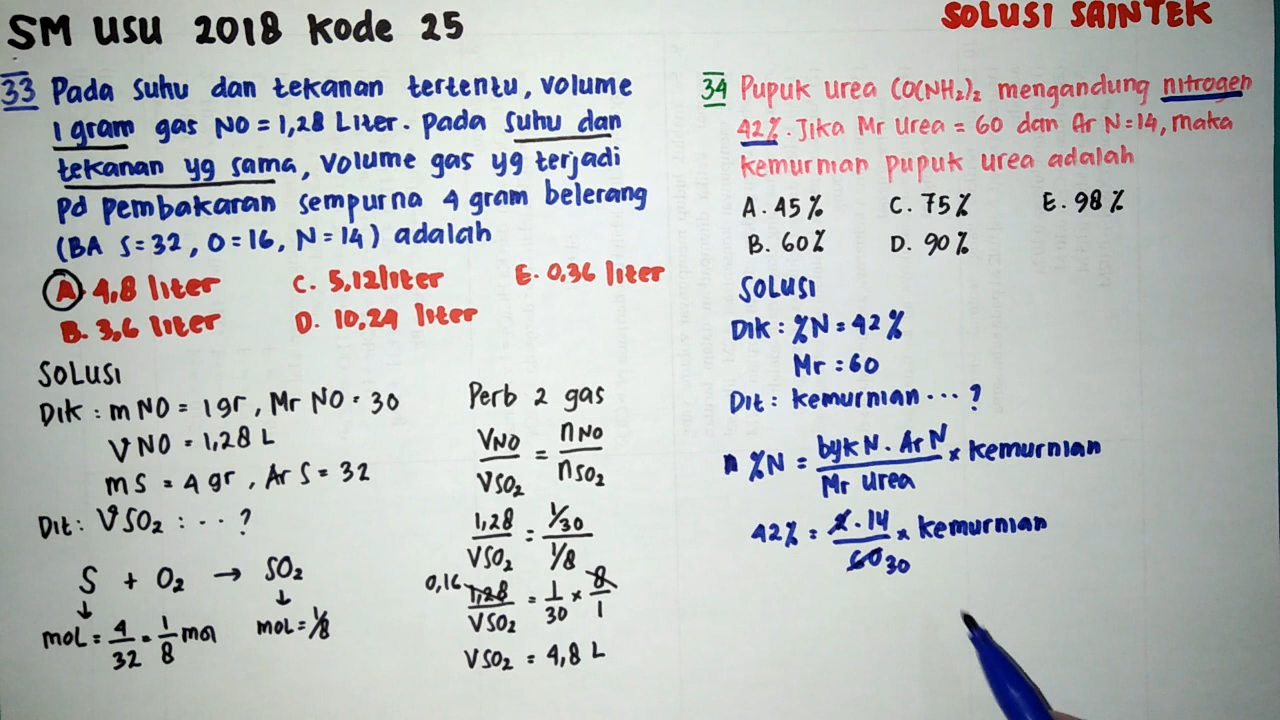 SM USU 2018 Kode 25
SOLUSI SAINTEK
33 Pada suhu dan tekanan tertentu, volume
1 gram gas NO = 1,28 Liter. Pada suhu dan
tekanan yg sama, volume gas yg terjadi
pd pembakaran sempurna 4 gram belerang
(BA S=32, O=16, N=14) adalah
A. 4,8 liter C. 5,12 liter E. 0,36 liter
B. 3,6 liter D. 10,24 liter
SOLUSI
Dik : m NO = 1 gr, Mr NO = 30
V NO = 1,28 L
m S = 4 gr, Ar S = 32
Dit : V SO₂ : ... ?
S + O₂ → SO₂
↓ ↓
mol = 4/32 = 1/8 mol mol = 1/8
Perb 2 gas
V NO / V SO₂ = n NO / n SO₂
1,28 / V SO₂ = 1/30 / 1/8
0,16 1,28 / V SO₂ = 1/30 × 8/1
V SO₂ = 4,8 L
34 Pupuk urea CO(NH₂)₂ mengandung nitrogen
42%. Jika Mr Urea = 60 dan Ar N=14, maka
kemurnian pupuk urea adalah
A. 45% C. 75% E. 98%
B. 60% D. 90%
SOLUSI
Dik : %N = 42%
Mr = 60
Dit : kemurnian ... ?
%N = byk N . Ar N / Mr Urea × kemurnian
42% = 2 . 14 / 60 30 × kemurnian